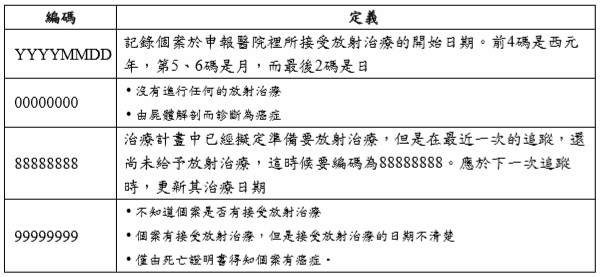 編碼 定義
YYYYMMDD 記錄個案於申報醫院裡所接受放射治療的開始日期。前4碼是西元
年，第5、6碼是月，而最後2碼是日
00000000 •沒有進行任何的放射治療
•由屍體解剖而診斷為癌症
88888888 治療計畫中已經擬定準備要放射治療，但是在最近一次的追蹤，還
尚未給予放射治療，這時候要編碼為88888888。應於下一次追蹤
時，更新其治療日期
99999999 •不知道個案是否有接受放射治療
•個案有接受放射治療，但是接受放射治療的日期不清楚
•僅由死亡證明書得知個案有癌症。